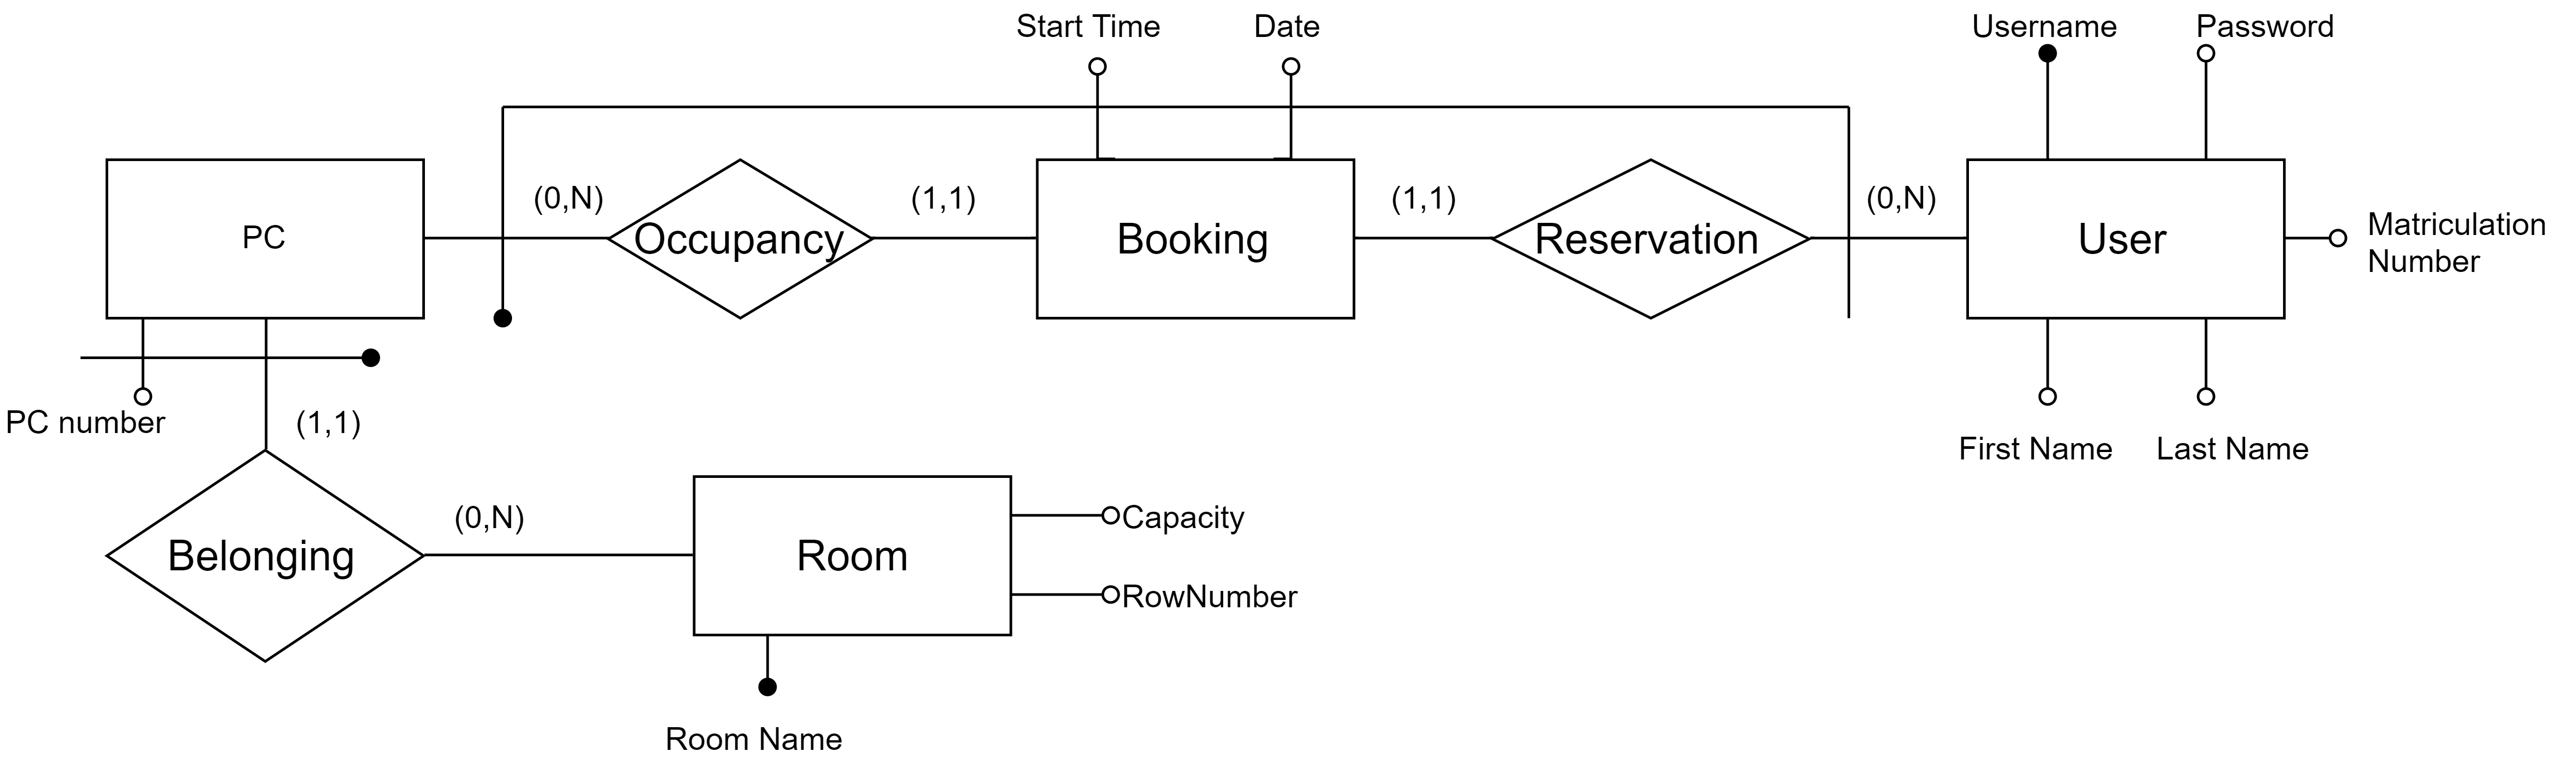 Start Time
Date
Username
Password
PC
(0,N)
Occupancy
(1,1)
Booking
(1,1)
Reservation
(0,N)
User
Matriculation
Number
PC number
(1,1)
First Name
Last Name
Belonging
(0,N)
Room
Capacity
RowNumber
Room Name